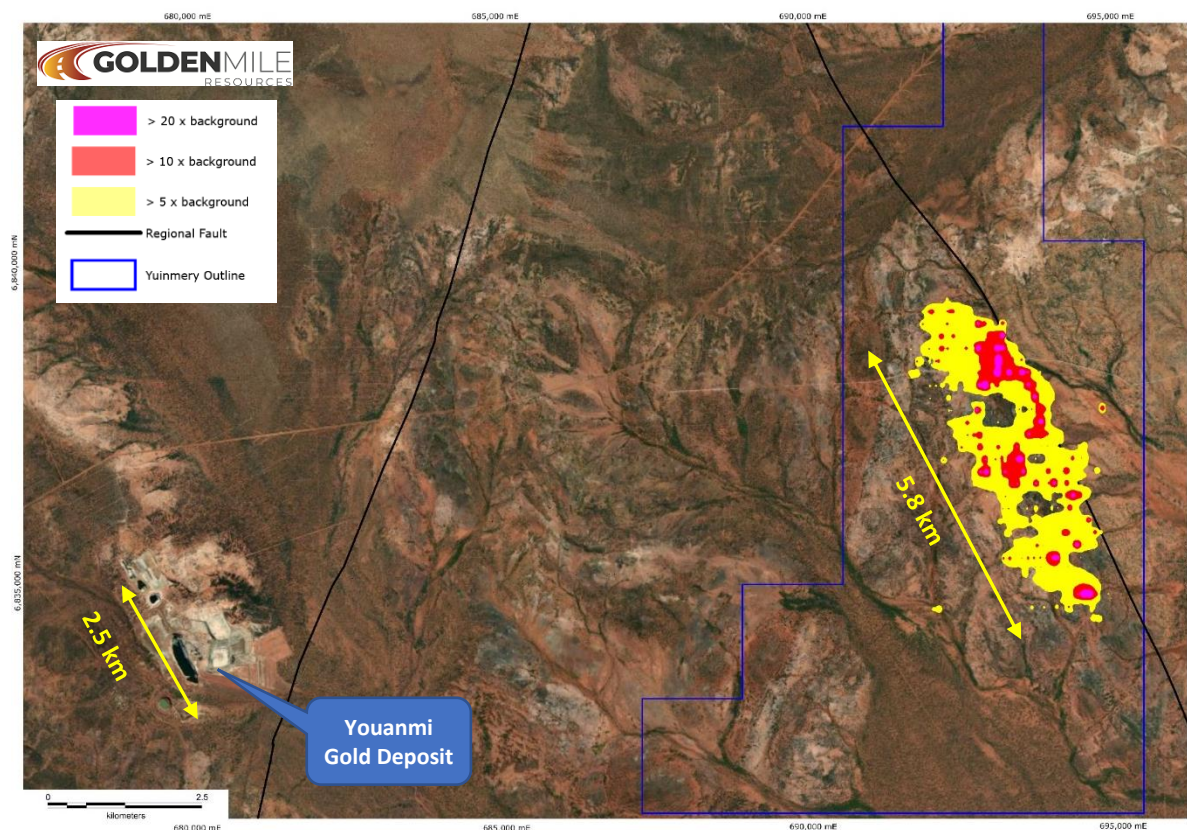 680,000 mE
685,000 mE
690,000 mE
695,000 mE
GOLDENMILE
RESOURCES
> 20 x background
> 10 x background
> 5 x background
Regional Fault
Yuinmery Outline
6,840,000 mN
6,835,000 mN
5.8 km
2.5 km
Youanmi
Gold Deposit
0
2.5
kilometers
680,000 mE
685,000 mE
690,000 mE
695,000 mE